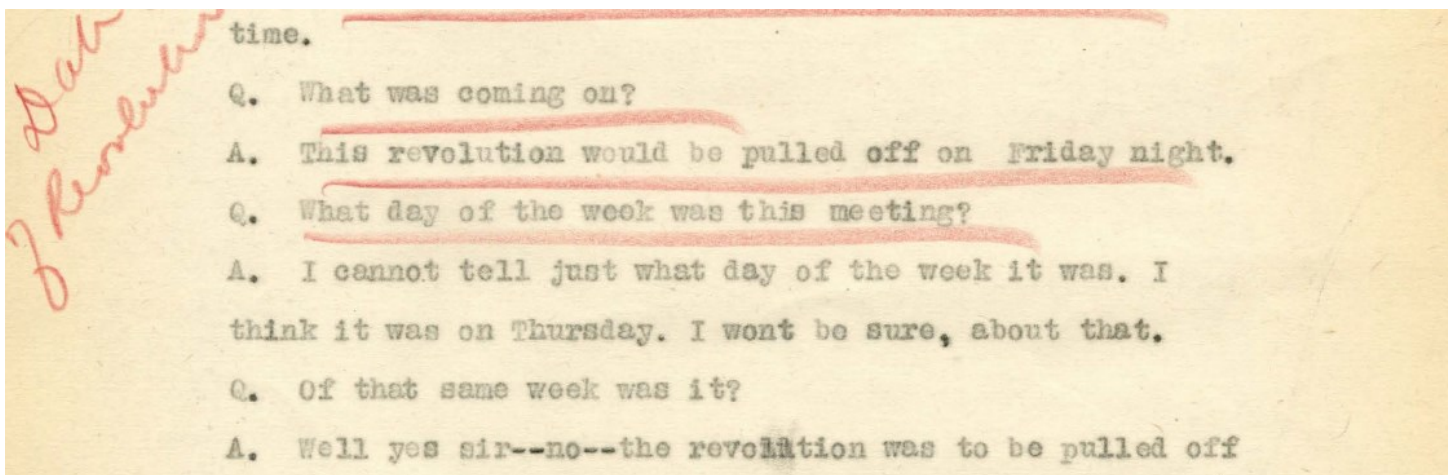 time.
Q. What was coming on?
A. This revolution would be pulled off on Friday night.
Q. What day of the week was this meeting?
A. I cannot tell just what day of the week it was. I
think it was on Thursday. I wont be sure, about that.
Q. Of that same week was it?
A. Well yes sir--no--the revolution was to be pulled off